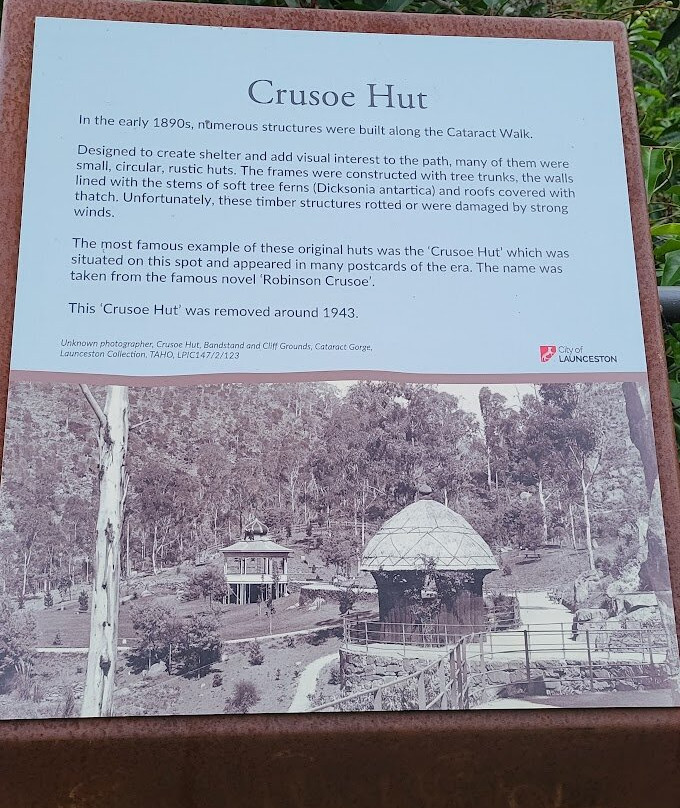 Crusoe Hut
In the early 1890s, numerous structures were built along the Cataract Walk.
Designed to create shelter and add visual interest to the path, many of them were
small, circular, rustic huts. The frames were constructed with tree trunks, the walls
lined with the stems of soft tree ferns (Dicksonia antartica) and roofs covered with
thatch. Unfortunately, these timber structures rotted or were damaged by strong
winds.
The most famous example of these original huts was the ‘Crusoe Hut’ which was
situated on this spot and appeared in many postcards of the era. The name was
taken from the famous novel ‘Robinson Crusoe’.
This ‘Crusoe Hut’ was removed around 1943.
Unknown photographer, Crusoe Hut, Bandstand and Cliff Grounds, Cataract Gorge,
Launceston Collection, TAHO, LPIC147/2/123
City of
LAUNCESTON